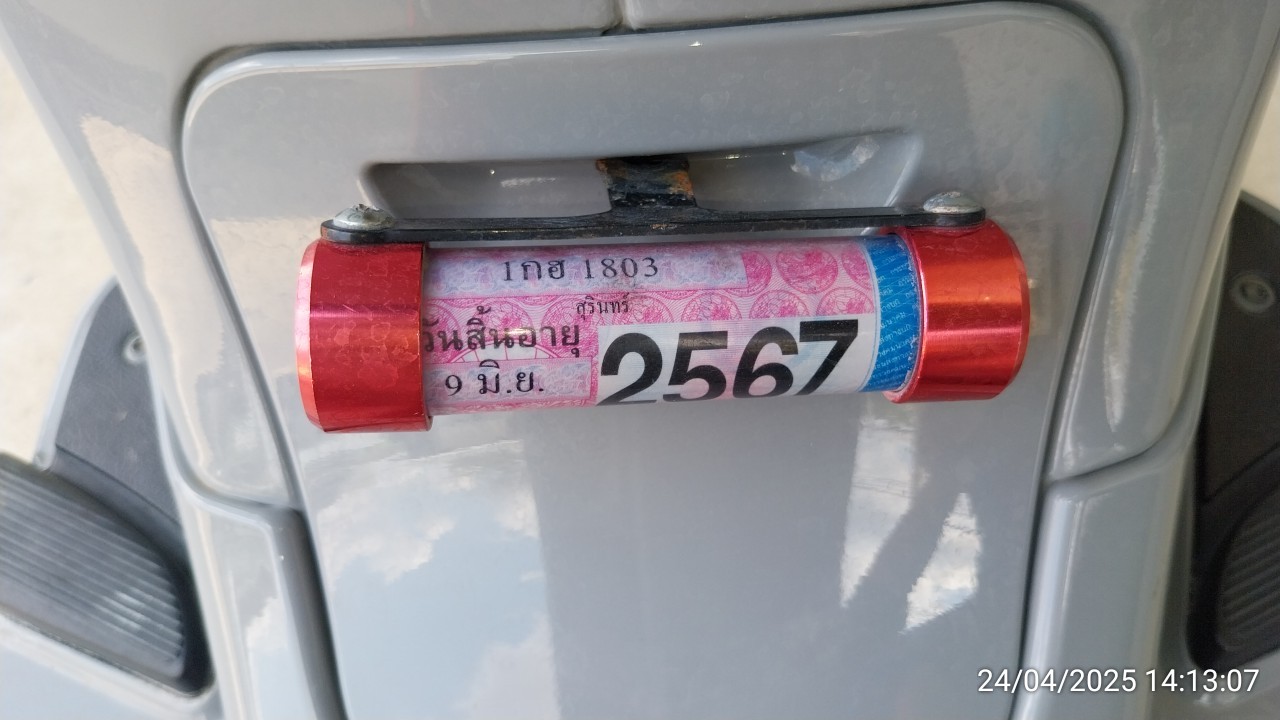 1กฮ 1803
สุรินทร์
วันสิ้นอายุ
9 มิ.ย.
2567
24/04/2025 14:13:07